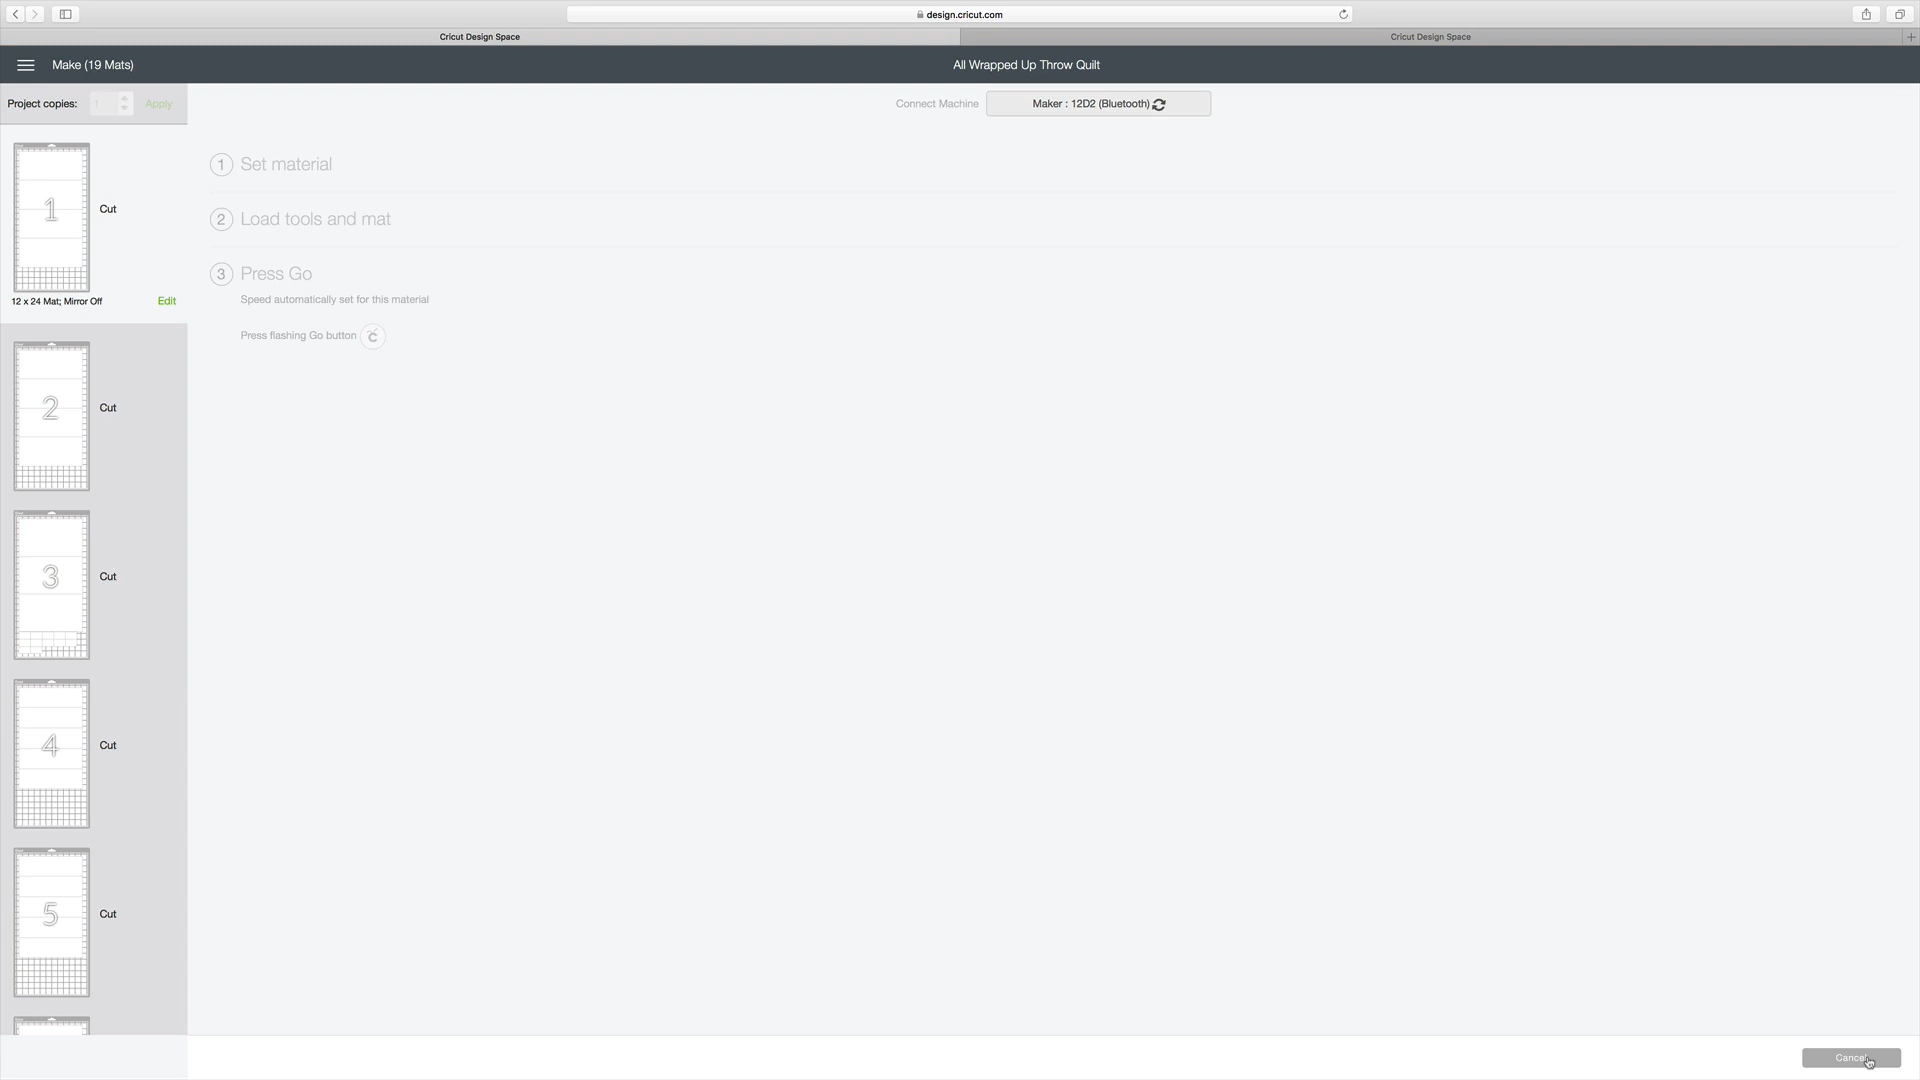 design.cricut.com
Cricut Design Space
Cricut Design Space
Make (19 Mats)
All Wrapped Up Throw Quilt
Project copies: 1 Apply
Connect Machine Maker : 12D2 (Bluetooth)
1 Cut
12 x 24 Mat; Mirror Off Edit
2 Cut
3 Cut
4 Cut
5 Cut
1 Set material
2 Load tools and mat
3 Press Go
Speed automatically set for this material
Press flashing Go button
Cancel